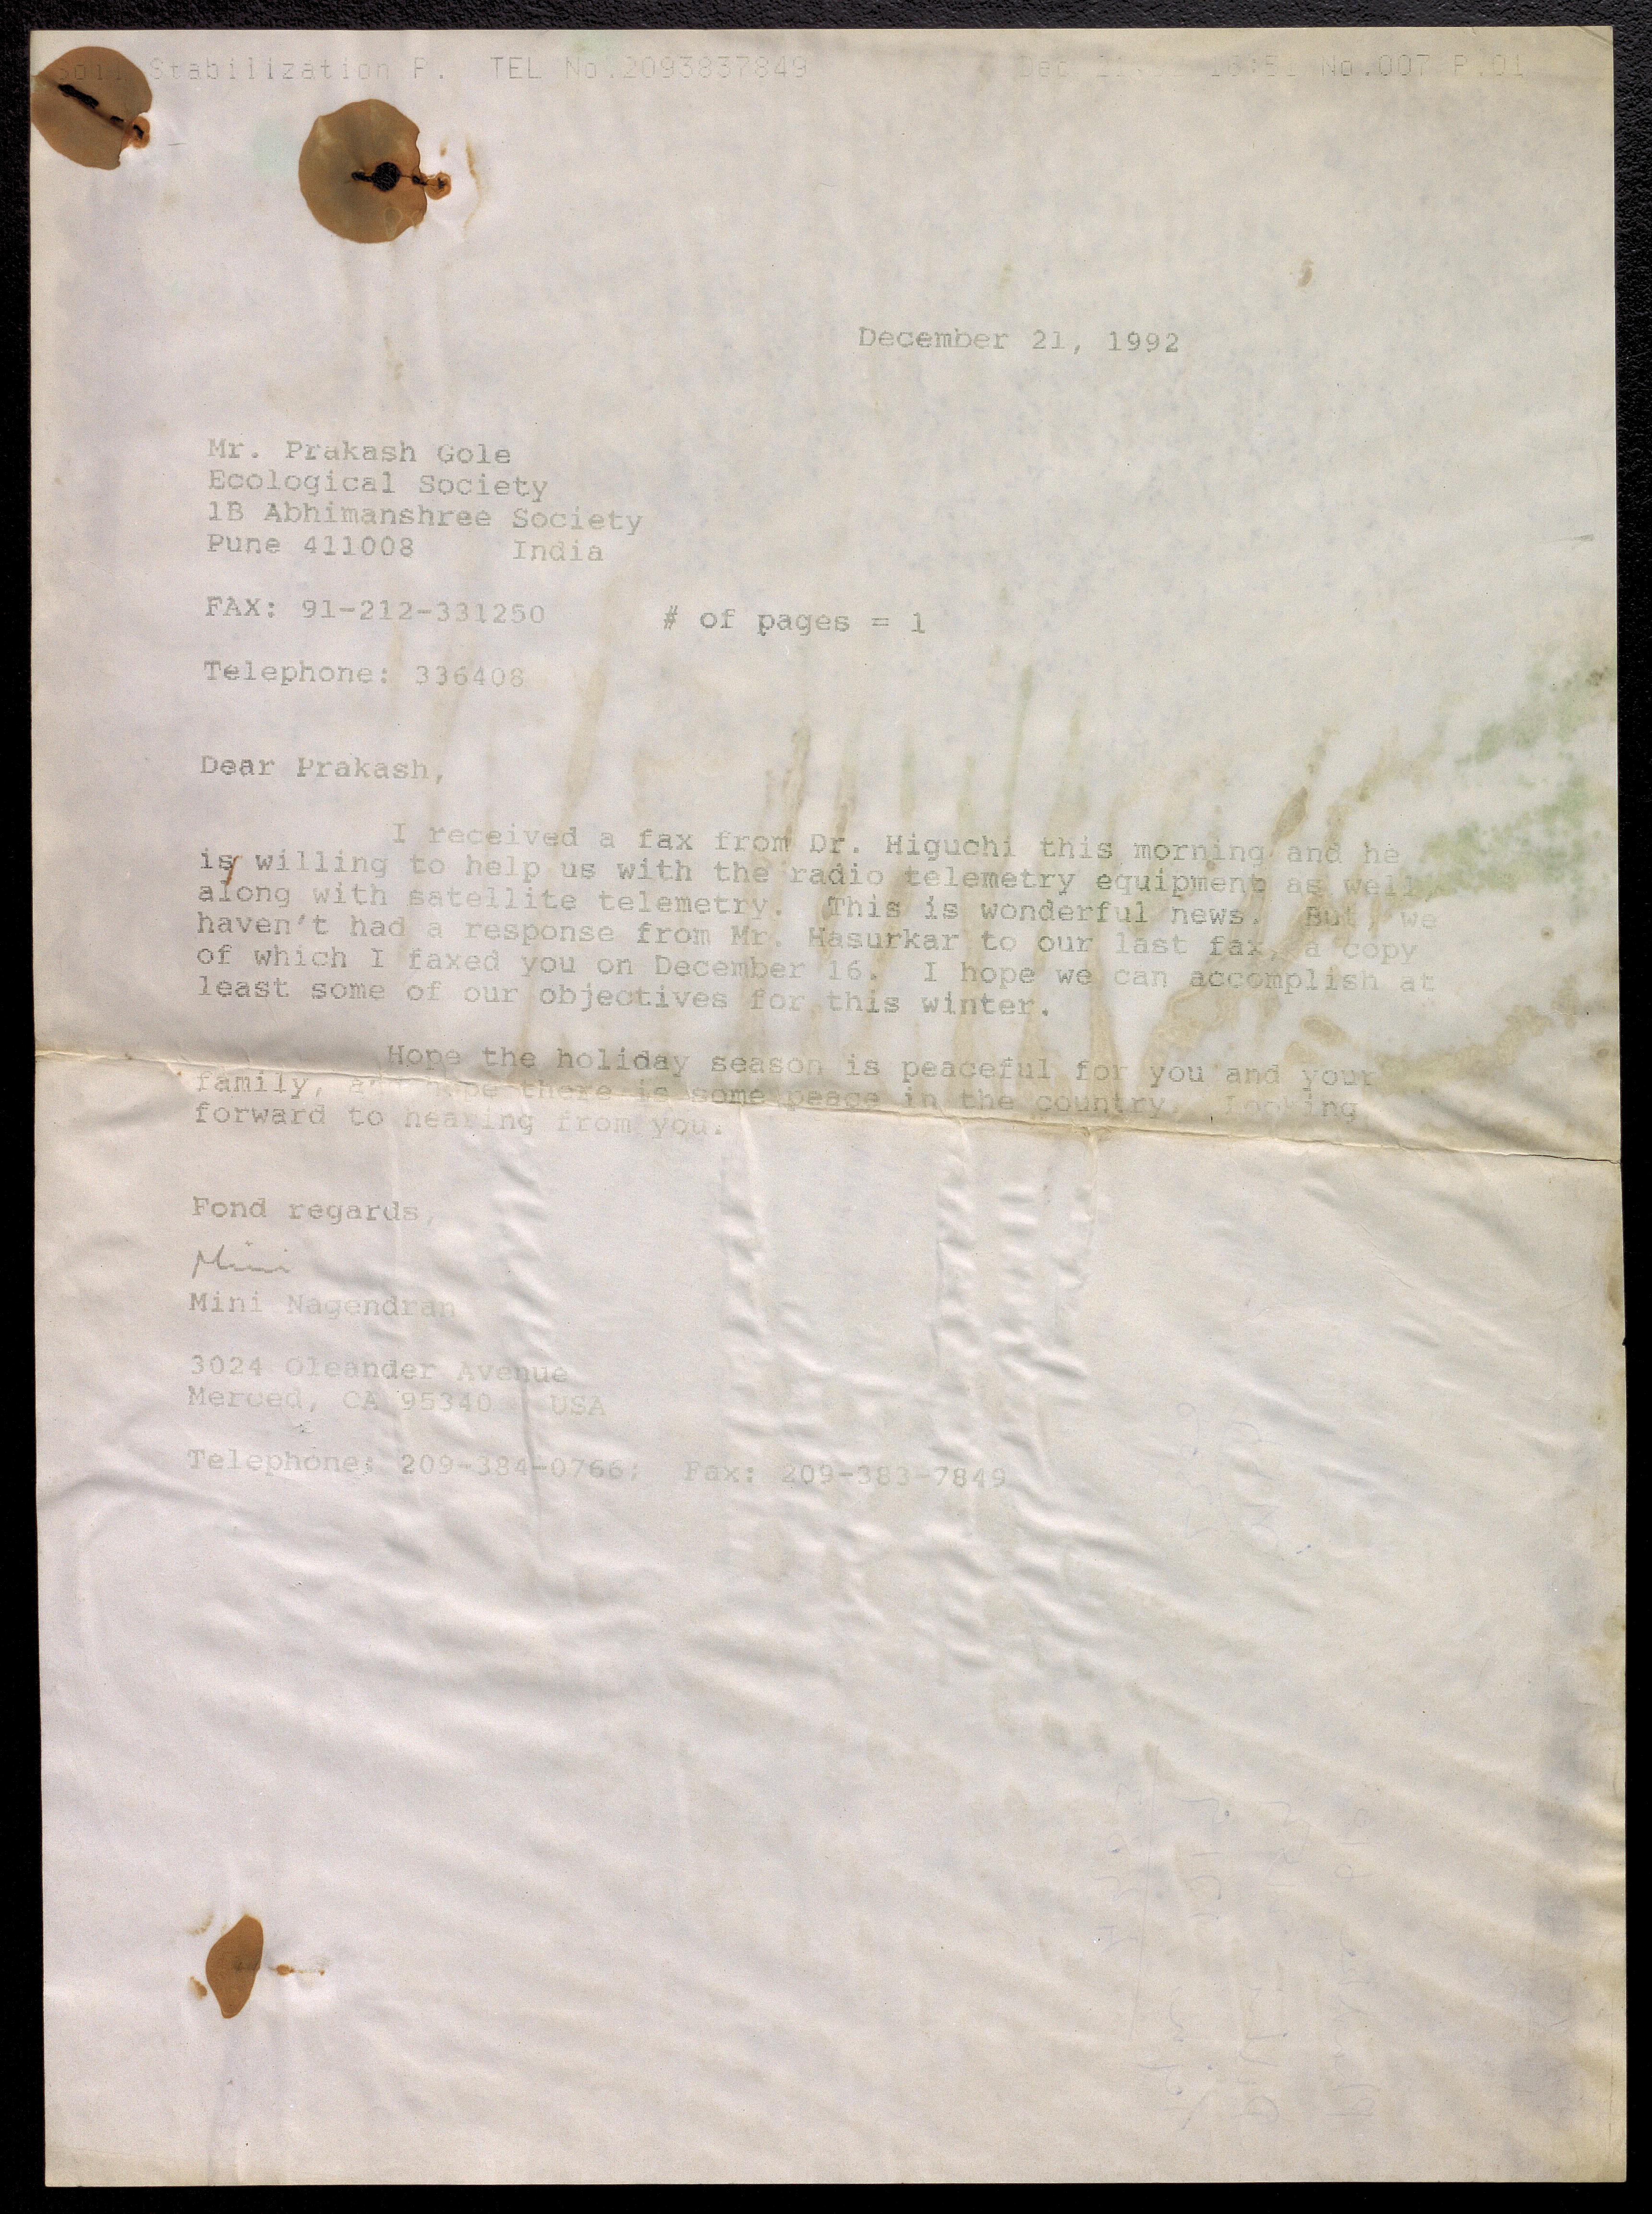 Soil Stabilization P. TEL No.2093837849 Dec 21, 16:51 No.007 P.01
December 21, 1992
Mr. Prakash Gole
Ecological Society
1B Abhimanshree Society
Pune 411008 India
FAX: 91-212-331250 # of pages = 1
Telephone: 336408
Dear Prakash,
I received a fax from Dr. Higuchi this morning and he
is willing to help us with the radio telemetry equipment as well,
along with satellite telemetry. This is wonderful news. But, we
haven't had a response from Mr. Hasurkar to our last fax, a copy
of which I faxed you on December 16. I hope we can accomplish at
least some of our objectives for this winter.
Hope the holiday season is peaceful for you and your
family, and hope there is some peace in the country. Looking
forward to hearing from you.
Fond regards,
Mini
Mini Nagendran
3024 Oleander Avenue
Merced, CA 95340 USA
Telephone: 209-384-0766; Fax: 209-383-7849